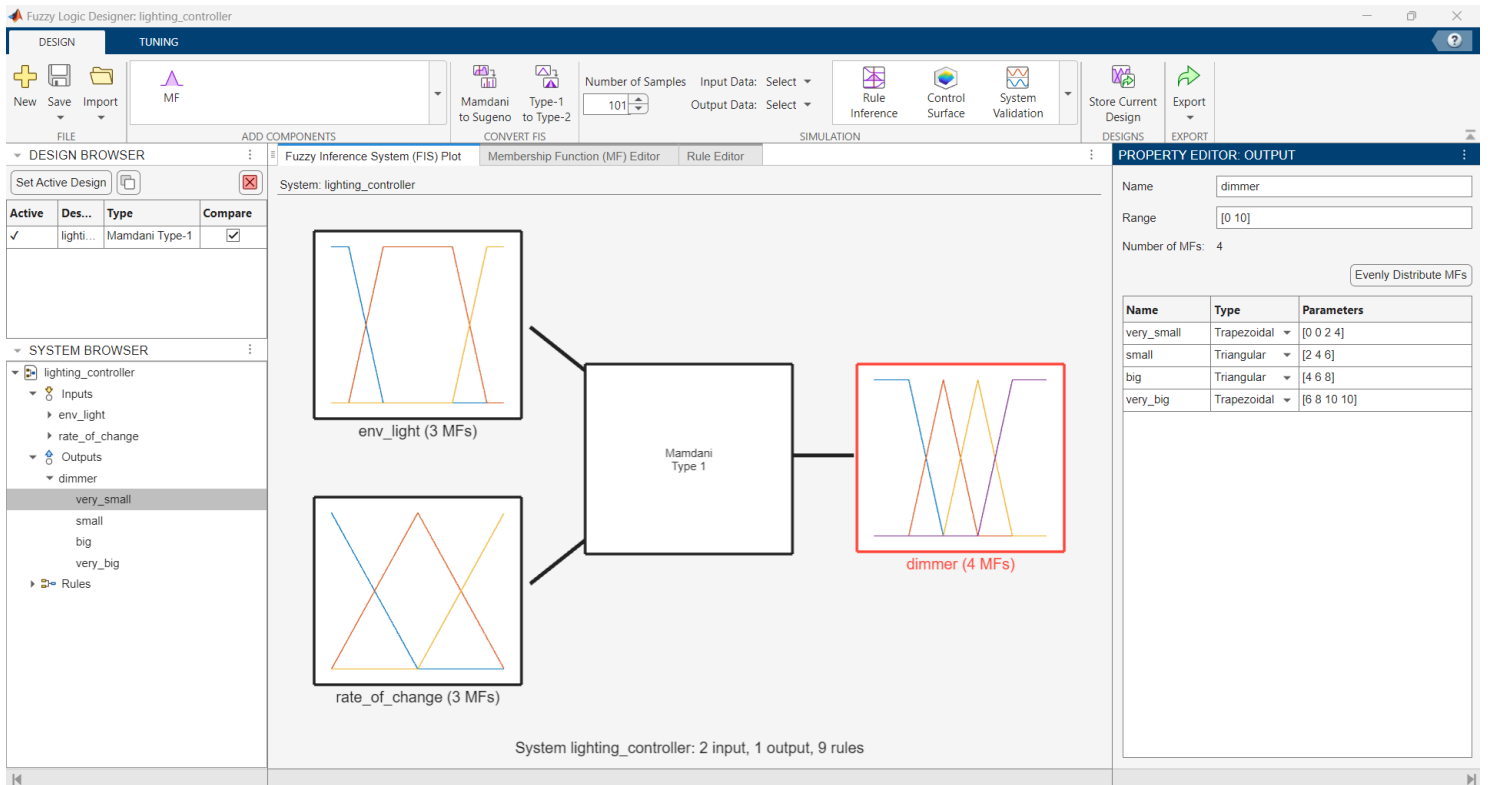 Fuzzy Logic Designer: lighting_controller
DESIGN TUNING
?
New Save Import
MF
Mamdani to Sugeno
Type-1 to Type-2
Number of Samples 101
Input Data: Select
Output Data: Select
Rule Inference
Control Surface
System Validation
Store Current Design
Export
FILE ADD COMPONENTS CONVERT FIS SIMULATION DESIGNS EXPORT
DESIGN BROWSER
Set Active Design
Active Des... Type Compare
✓ lighti... Mamdani Type-1
SYSTEM BROWSER
lighting_controller
Inputs
env_light
rate_of_change
Outputs
dimmer
very_small
small
big
very_big
Rules
Fuzzy Inference System (FIS) Plot Membership Function (MF) Editor Rule Editor
System: lighting_controller
env_light (3 MFs)
rate_of_change (3 MFs)
Mamdani
Type 1
dimmer (4 MFs)
System lighting_controller: 2 input, 1 output, 9 rules
PROPERTY EDITOR: OUTPUT
Name dimmer
Range [0 10]
Number of MFs: 4
Evenly Distribute MFs
Name Type Parameters
very_small Trapezoidal [0 0 2 4]
small Triangular [2 4 6]
big Triangular [4 6 8]
very_big Trapezoidal [6 8 10 10]